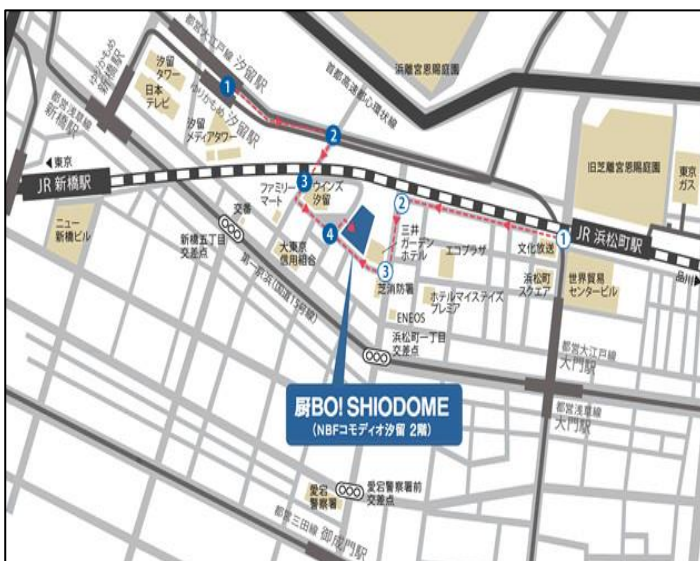 都営大江戸線 汐留駅
ゆりかもめ
新橋駅
汐留
タワー
日本
テレビ
都営浅草線
新橋駅
ゆりかもめ
汐留駅
汐留
メディアタワー
首都高速都心環状線
浜離宮恩賜庭園
旧芝離宮恩賜庭園
東京
ガス
1
2
3
4
東京
JR 新橋駅
ファミリー
マート
ウインズ
汐留
交番
ニュー
新橋ビル
新橋五丁目
交差点
大東京
信用組合
第一京浜(国道15号線)
2
三井
ガーデン
ホテル
エコプラザ
文化放送
1
JR 浜松町駅
品川
3
芝消防署
ホテルマイステイズ
プレミア
浜松町
スクエア
世界貿易
センタービル
ENEOS
浜松町一丁目
交差点
都営大江戸線
大門駅
都営浅草線
大門駅
厨BO! SHIODOME
(NBFコモディオ汐留 2階)
愛宕
警察署
愛宕警察署前
交差点
都営三田線 御成門駅